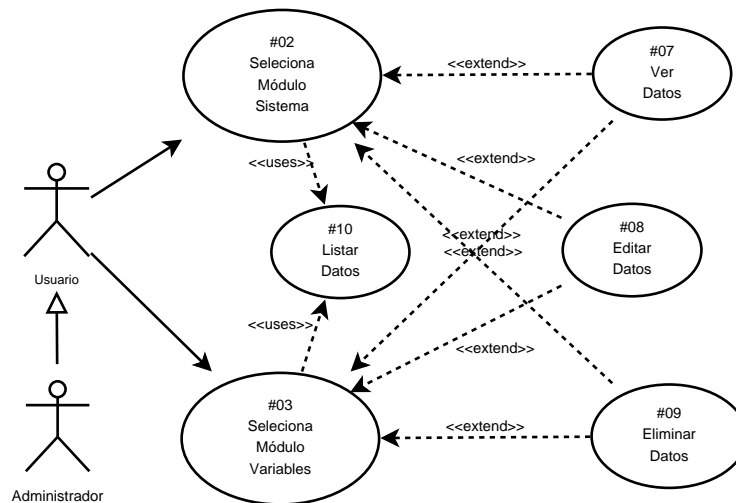 #02
Seleciona
Módulo
Sistema
<<extend>>
#07
Ver
Datos
<<uses>>
<<extend>>
#10
Listar
Datos
<<extend>>
<<extend>>
#08
Editar
Datos
Usuario
<<uses>>
<<extend>>
#03
Seleciona
Módulo
Variables
<<extend>>
#09
Eliminar
Datos
Administrador